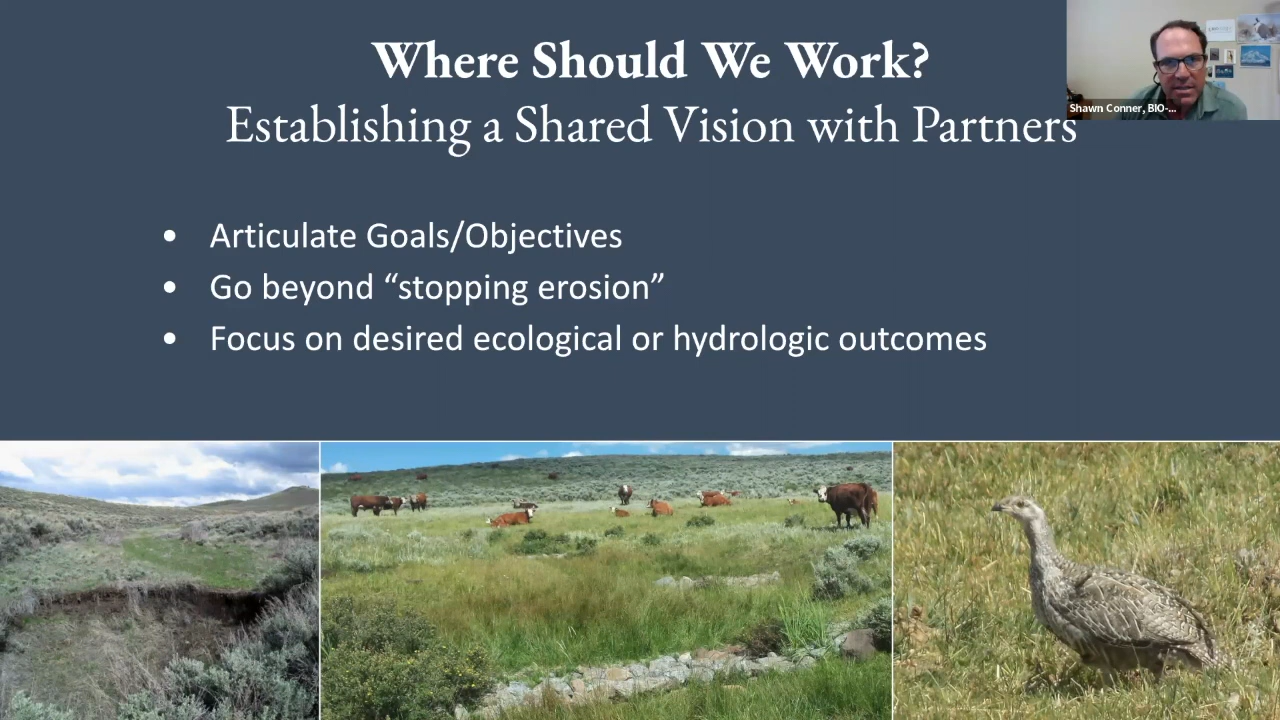 Where Should We Work?
Establishing a Shared Vision with Partners
Shawn Conner, BIO-...
• Articulate Goals/Objectives
• Go beyond “stopping erosion”
• Focus on desired ecological or hydrologic outcomes